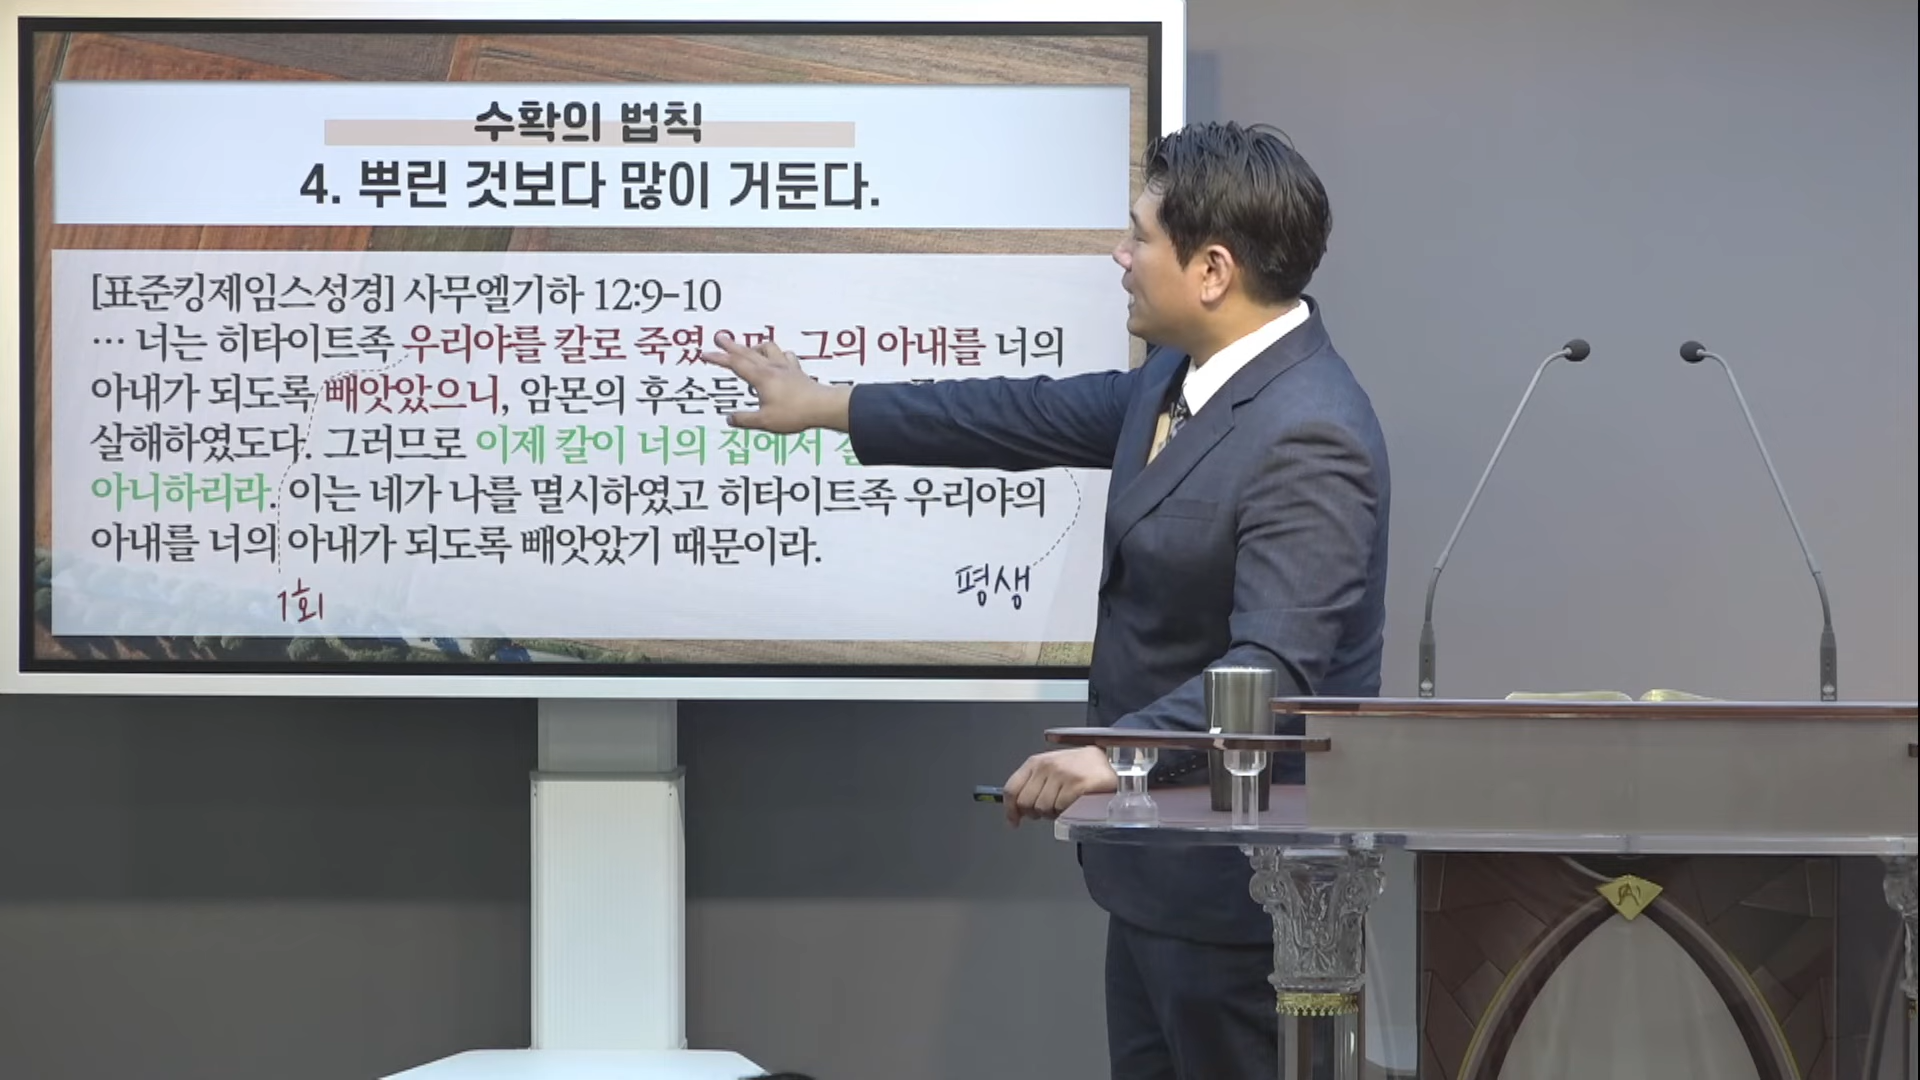 수확의 법칙
4. 뿌린 것보다 많이 거둔다.
[표준킹제임스성경] 사무엘기하 12:9-10
… 너는 히타이트족 우리야를 칼로 죽였으며, 그의 아내를 너의
아내가 되도록 빼앗았으니, 암몬의 후손들의
살해하였도다. 그러므로 이제 칼이 너의 집에서
아니하리라. 이는 네가 나를 멸시하였고 히타이트족 우리야의
아내를 너의 아내가 되도록 빼앗았기 때문이라.
1회
평생